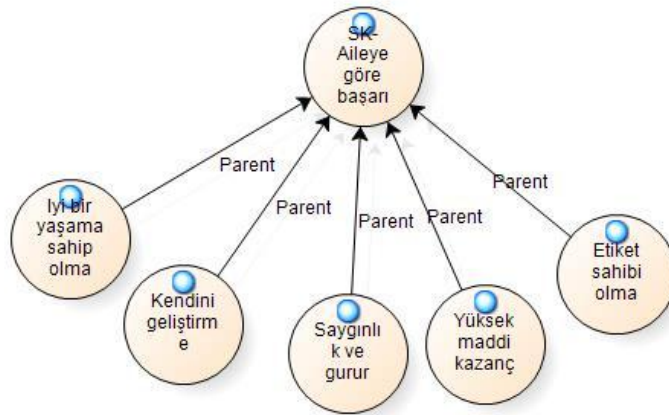 SK-
Aileye
göre
başarı
Parent
Parent
Parent
Parent
Parent
İyi bir
yaşama
sahip
olma
Kendini
geliştirm
e
Saygınlı
k ve
gurur
Yüksek
maddi
kazanç
Etiket
sahibi
olma